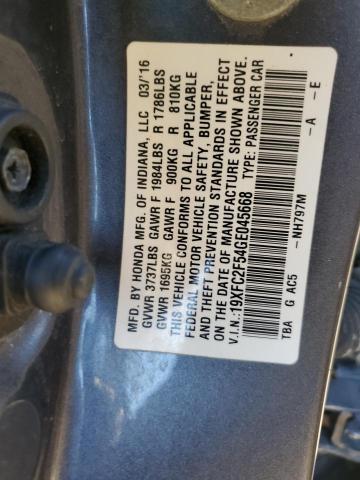 MFD. BY HONDA MFG. OF INDIANA, LLC 03/'16
GVWR 3737LBS GAWR F 1984LBS R 1786LBS
GVWR 1695KG GAWR F 900KG R 810KG
THIS VEHICLE CONFORMS TO ALL APPLICABLE
FEDERAL MOTOR VEHICLE SAFETY, BUMPER,
AND THEFT PREVENTION STANDARDS IN EFFECT
ON THE DATE OF MANUFACTURE SHOWN ABOVE.
V.I.N.:19XFC2F54GE045668 TYPE: PASSENGER CAR
-NH797M -A -E
TBA G AC5